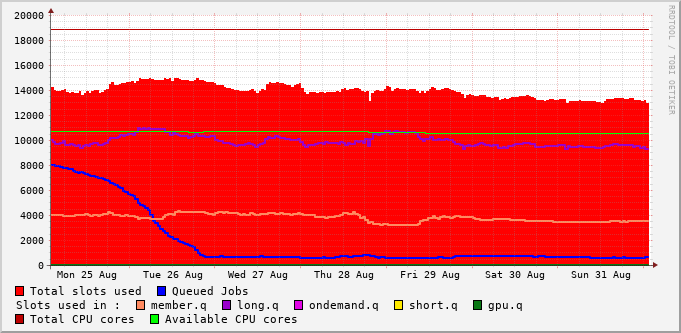 RRDTOOL / TOBI OETIKER
20000
18000
16000
14000
12000
10000
8000
6000
4000
2000
0
Mon 25 Aug Tue 26 Aug Wed 27 Aug Thu 28 Aug Fri 29 Aug Sat 30 Aug Sun 31 Aug
Total slots used Queued Jobs
Slots used in : member.q long.q ondemand.q short.q gpu.q
Total CPU cores Available CPU cores